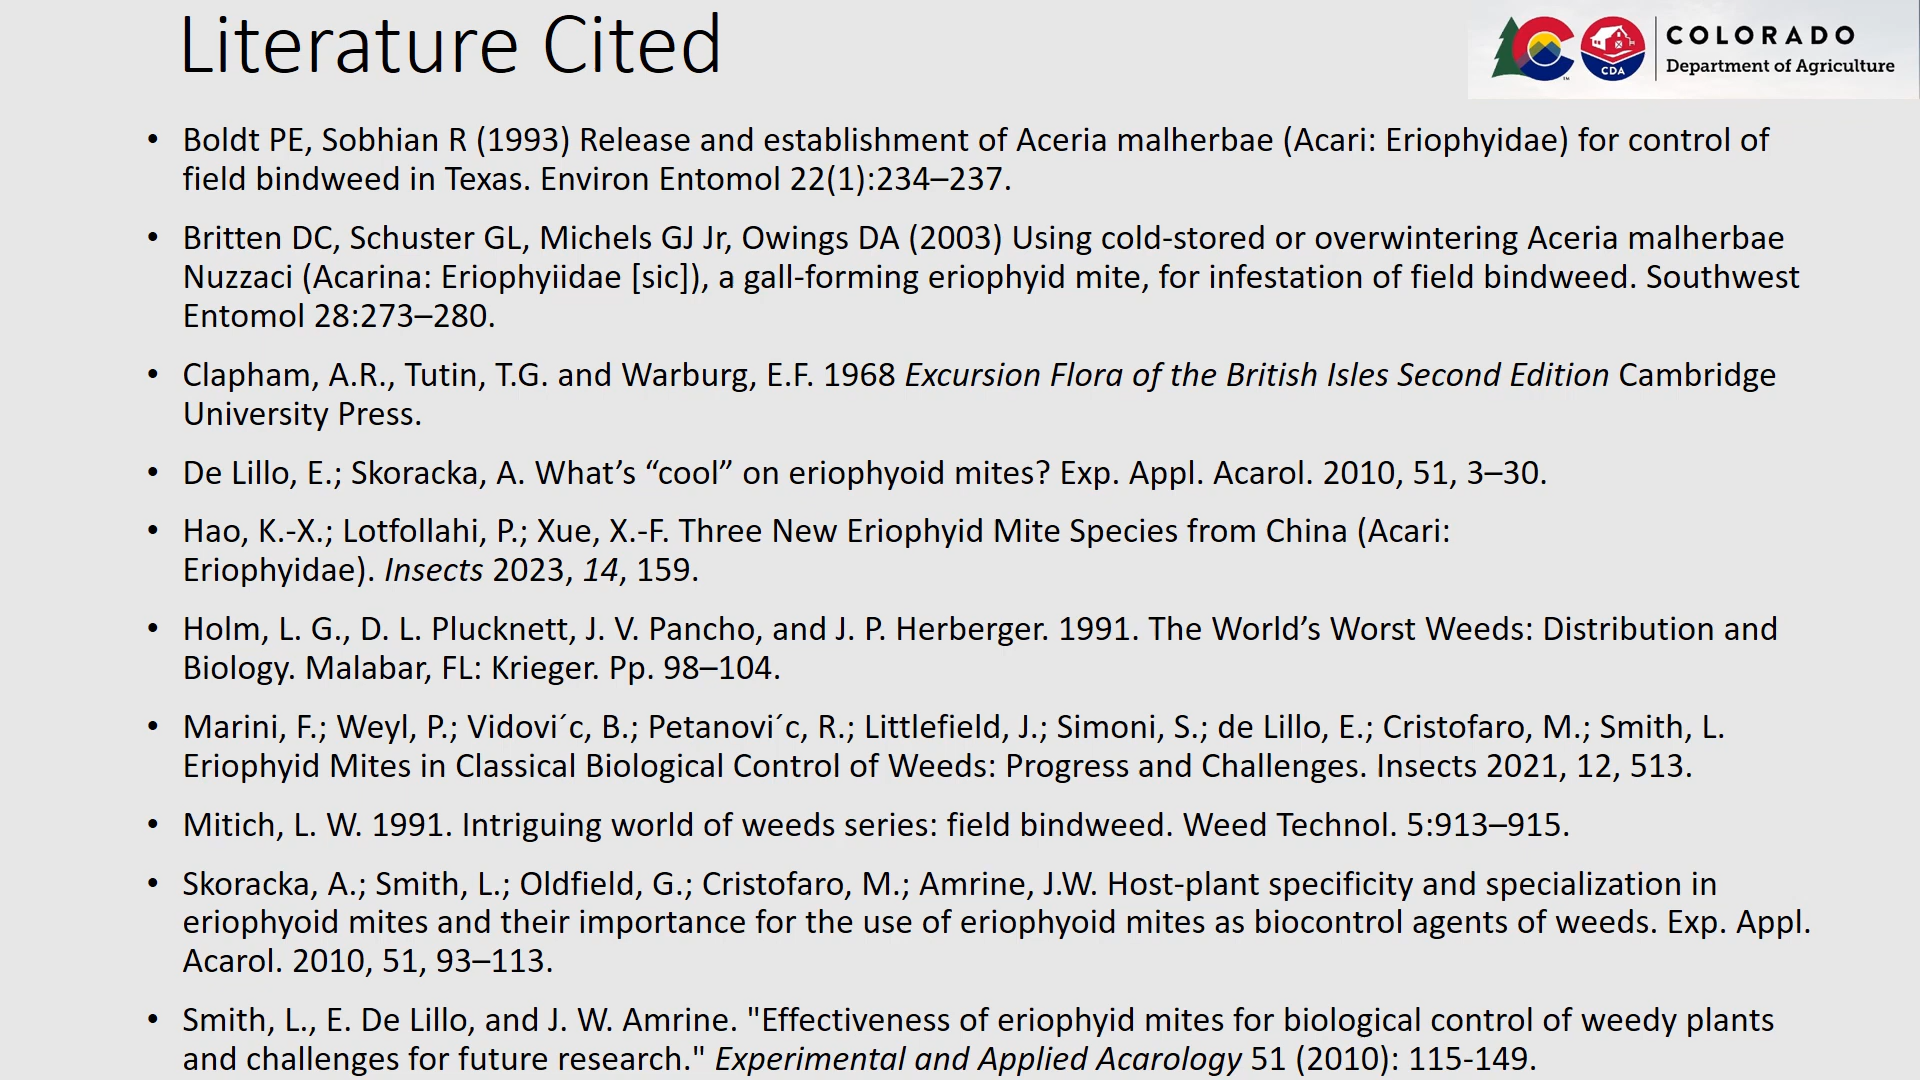 Literature Cited
COLORADO
Department of Agriculture
CDA
TM
• Boldt PE, Sobhian R (1993) Release and establishment of Aceria malherbae (Acari: Eriophyidae) for control of
field bindweed in Texas. Environ Entomol 22(1):234–237.
• Britten DC, Schuster GL, Michels GJ Jr, Owings DA (2003) Using cold-stored or overwintering Aceria malherbae
Nuzzaci (Acarina: Eriophyiidae [sic]), a gall-forming eriophyid mite, for infestation of field bindweed. Southwest
Entomol 28:273–280.
• Clapham, A.R., Tutin, T.G. and Warburg, E.F. 1968 Excursion Flora of the British Isles Second Edition Cambridge
University Press.
• De Lillo, E.; Skoracka, A. What’s “cool” on eriophyoid mites? Exp. Appl. Acarol. 2010, 51, 3–30.
• Hao, K.-X.; Lotfollahi, P.; Xue, X.-F. Three New Eriophyid Mite Species from China (Acari:
Eriophyidae). Insects 2023, 14, 159.
• Holm, L. G., D. L. Plucknett, J. V. Pancho, and J. P. Herberger. 1991. The World’s Worst Weeds: Distribution and
Biology. Malabar, FL: Krieger. Pp. 98–104.
• Marini, F.; Weyl, P.; Vidovi´c, B.; Petanovi´c, R.; Littlefield, J.; Simoni, S.; de Lillo, E.; Cristofaro, M.; Smith, L.
Eriophyid Mites in Classical Biological Control of Weeds: Progress and Challenges. Insects 2021, 12, 513.
• Mitich, L. W. 1991. Intriguing world of weeds series: field bindweed. Weed Technol. 5:913–915.
• Skoracka, A.; Smith, L.; Oldfield, G.; Cristofaro, M.; Amrine, J.W. Host-plant specificity and specialization in
eriophyoid mites and their importance for the use of eriophyoid mites as biocontrol agents of weeds. Exp. Appl.
Acarol. 2010, 51, 93–113.
• Smith, L., E. De Lillo, and J. W. Amrine. "Effectiveness of eriophyid mites for biological control of weedy plants
and challenges for future research." Experimental and Applied Acarology 51 (2010): 115-149.